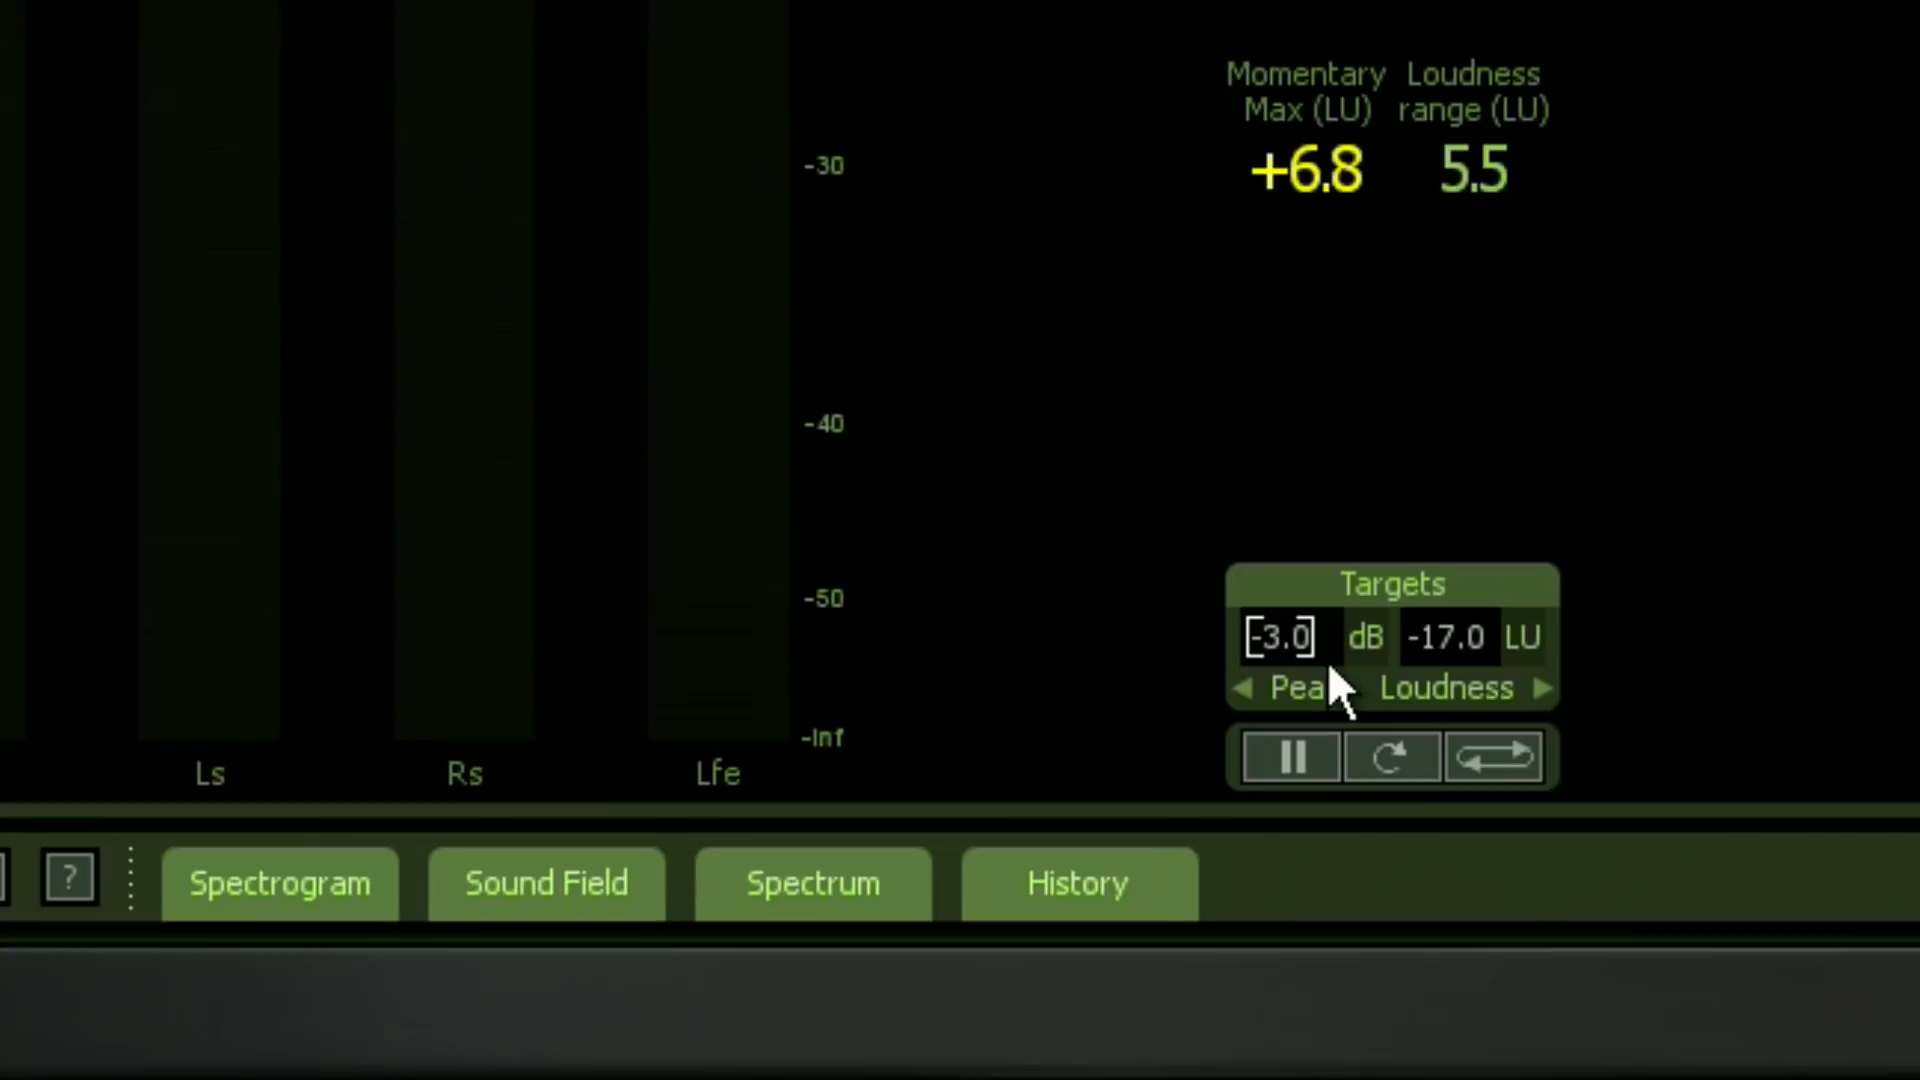 Momentary Loudness
Max (LU) range (LU)
+6.8 5.5
-30
-40
-50
-Inf
Targets
[-3.0] dB -17.0 LU
Pea Loudness
Ls Rs Lfe
? Spectrogram Sound Field Spectrum History